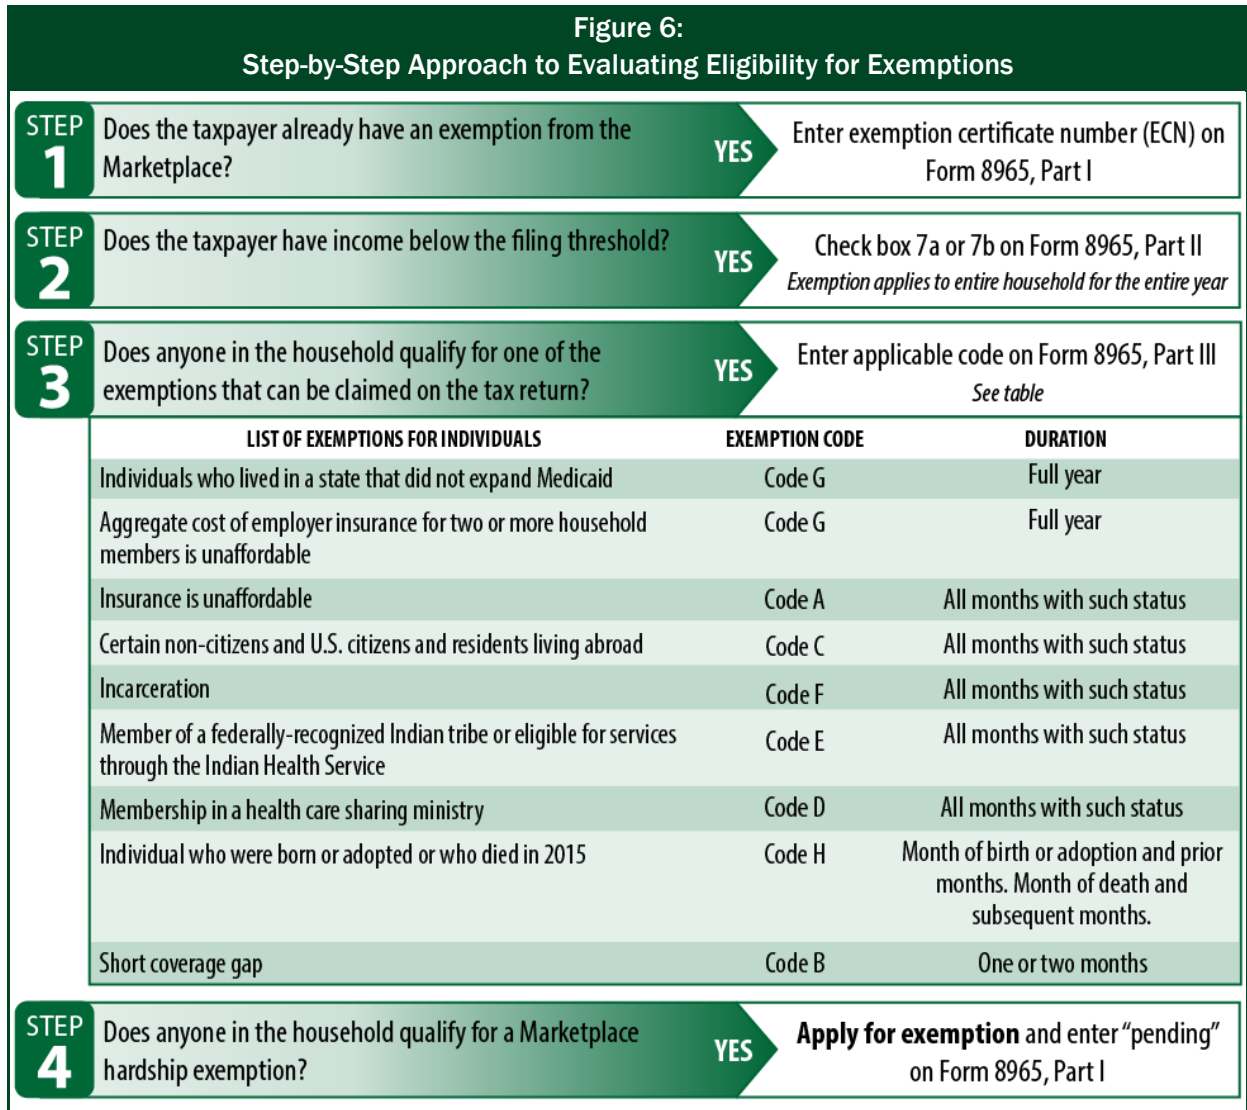 Figure 6:
Step-by-Step Approach to Evaluating Eligibility for Exemptions
STEP
1
Does the taxpayer already have an exemption from the
Marketplace?
YES
Enter exemption certificate number (ECN) on
Form 8965, Part I
STEP
2
Does the taxpayer have income below the filing threshold?
YES
Check box 7a or 7b on Form 8965, Part II
Exemption applies to entire household for the entire year
STEP
3
Does anyone in the household qualify for one of the
exemptions that can be claimed on the tax return?
YES
Enter applicable code on Form 8965, Part III
See table
LIST OF EXEMPTIONS FOR INDIVIDUALS EXEMPTION CODE DURATION
Individuals who lived in a state that did not expand Medicaid Code G Full year
Aggregate cost of employer insurance for two or more household Code G Full year
members is unaffordable
Insurance is unaffordable Code A All months with such status
Certain non-citizens and U.S. citizens and residents living abroad Code C All months with such status
Incarceration Code F All months with such status
Member of a federally-recognized Indian tribe or eligible for services Code E All months with such status
through the Indian Health Service
Membership in a health care sharing ministry Code D All months with such status
Individual who were born or adopted or who died in 2015 Code H Month of birth or adoption and prior
months. Month of death and
subsequent months.
Short coverage gap Code B One or two months
STEP
4
Does anyone in the household qualify for a Marketplace
hardship exemption?
YES
Apply for exemption and enter “pending”
on Form 8965, Part I